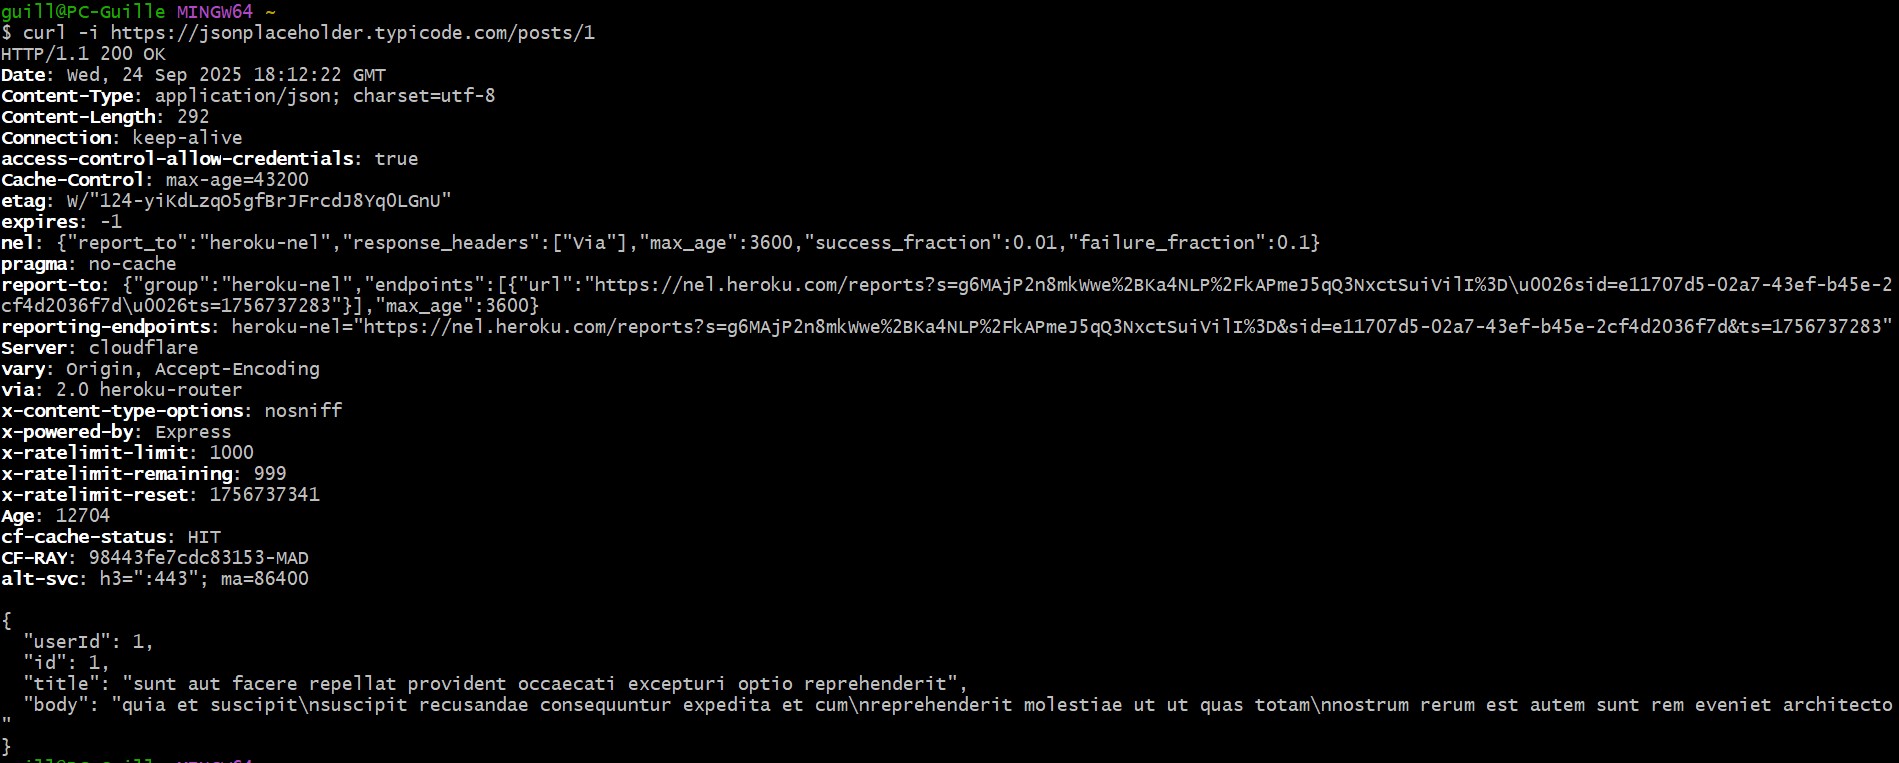 guill@PC-Guille MINGW64 ~
$ curl -i https://jsonplaceholder.typicode.com/posts/1
HTTP/1.1 200 OK
Date: Wed, 24 Sep 2025 18:12:22 GMT
Content-Type: application/json; charset=utf-8
Content-Length: 292
Connection: keep-alive
access-control-allow-credentials: true
Cache-Control: max-age=43200
etag: W/"124-yiKdLzqO5gfBrJFrcdJ8Yq0LGnU"
expires: -1
nel: {"report_to":"heroku-nel","response_headers":["Via"],"max_age":3600,"success_fraction":0.01,"failure_fraction":0.1}
pragma: no-cache
report-to: {"group":"heroku-nel","endpoints":[{"url":"https://nel.heroku.com/reports?s=g6MAjP2n8mkWwe%2BKa4NLP%2FkAPmeJ5qQ3NxctSuiVilI%3D\u0026sid=e11707d5-02a7-43ef-b45e-2
cf4d2036f7d\u0026ts=1756737283"}],"max_age":3600}
reporting-endpoints: heroku-nel="https://nel.heroku.com/reports?s=g6MAjP2n8mkWwe%2BKa4NLP%2FkAPmeJ5qQ3NxctSuiVilI%3D&sid=e11707d5-02a7-43ef-b45e-2cf4d2036f7d&ts=1756737283"
Server: cloudflare
vary: Origin, Accept-Encoding
via: 2.0 heroku-router
x-content-type-options: nosniff
x-powered-by: Express
x-ratelimit-limit: 1000
x-ratelimit-remaining: 999
x-ratelimit-reset: 1756737341
Age: 12704
cf-cache-status: HIT
CF-RAY: 98443fe7cdc83153-MAD
alt-svc: h3=":443"; ma=86400
{
"userId": 1,
"id": 1,
"title": "sunt aut facere repellat provident occaecati excepturi optio reprehenderit",
"body": "quia et suscipit\nsuscipit recusandae consequuntur expedita et cum\nreprehenderit molestiae ut ut quas totam\nnostrum rerum est autem sunt rem eveniet architecto
"
}
guill@PC-Guille MINGW64